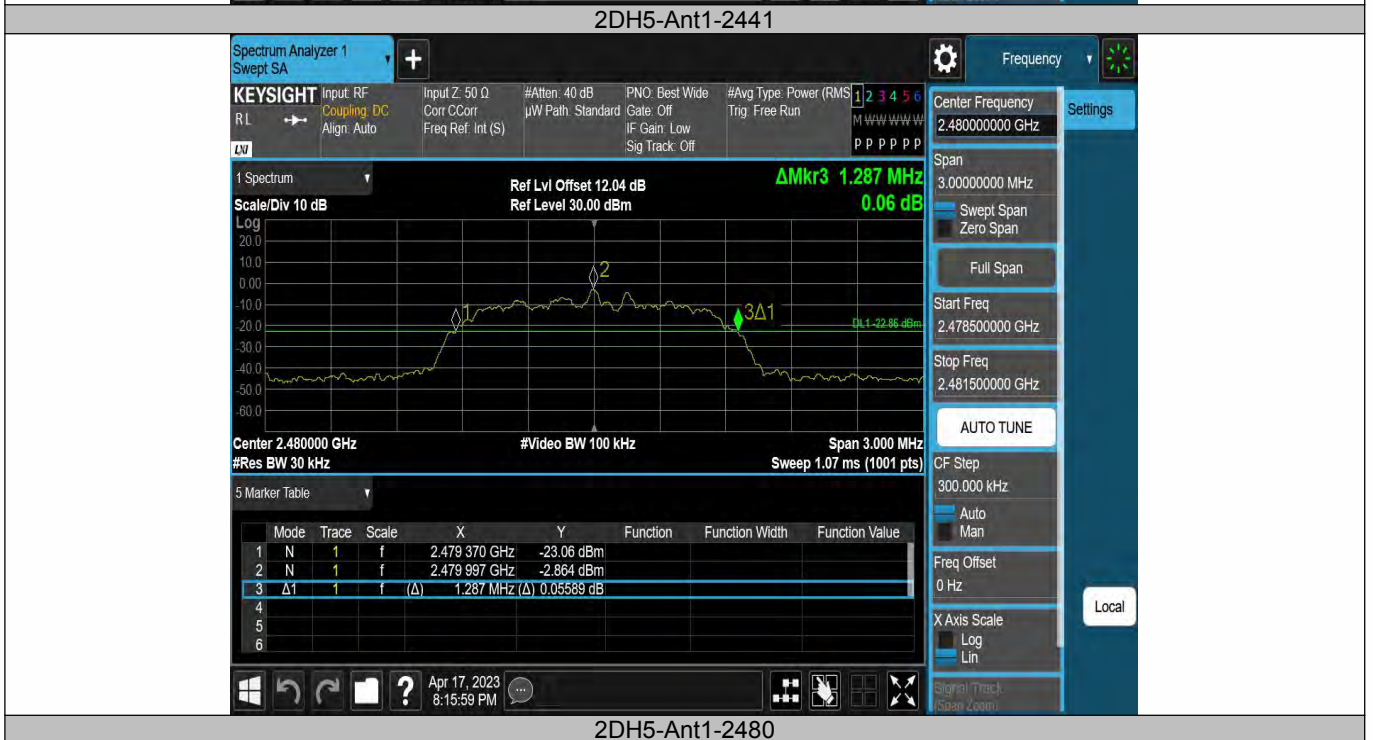 2DH5-Ant1-2441
Spectrum Analyzer 1
Swept SA
+
Frequency
KEYSIGHT
RL
LXI
Input: RF
Coupling: DC
Align: Auto
Input Z: 50 Ω
Corr CCorr
Freq Ref: Int (S)
#Atten: 40 dB
µW Path: Standard
PNO: Best Wide
Gate: Off
IF Gain: Low
Sig Track: Off
#Avg Type: Power (RMS
Trig: Free Run
1 2 3 4 5 6
M W W W W W
P P P P P P
Center Frequency
2.480000000 GHz
Settings
Span
3.00000000 MHz
Swept Span
Zero Span
Full Span
Start Freq
2.478500000 GHz
Stop Freq
2.481500000 GHz
AUTO TUNE
CF Step
300.000 kHz
Auto
Man
Freq Offset
0 Hz
X Axis Scale
Log
Lin
Signal Track
(Span Zoom)
Local
1 Spectrum
Scale/Div 10 dB
Ref Lvl Offset 12.04 dB
Ref Level 30.00 dBm
ΔMkr3 1.287 MHz
0.06 dB
Log
20.0
10.0
0.00
-10.0
-20.0
-30.0
-40.0
-50.0
-60.0
1
2
3Δ1
DL1 -22.86 dBm
Center 2.480000 GHz
#Video BW 100 kHz
Span 3.000 MHz
#Res BW 30 kHz
Sweep 1.07 ms (1001 pts)
5 Marker Table
Mode Trace Scale X Y Function Function Width Function Value
1 N 1 f 2.479 370 GHz -23.06 dBm
2 N 1 f 2.479 997 GHz -2.864 dBm
3 Δ1 1 f (Δ) 1.287 MHz (Δ) 0.05589 dB
4
5
6
?
Apr 17, 2023
8:15:59 PM
2DH5-Ant1-2480